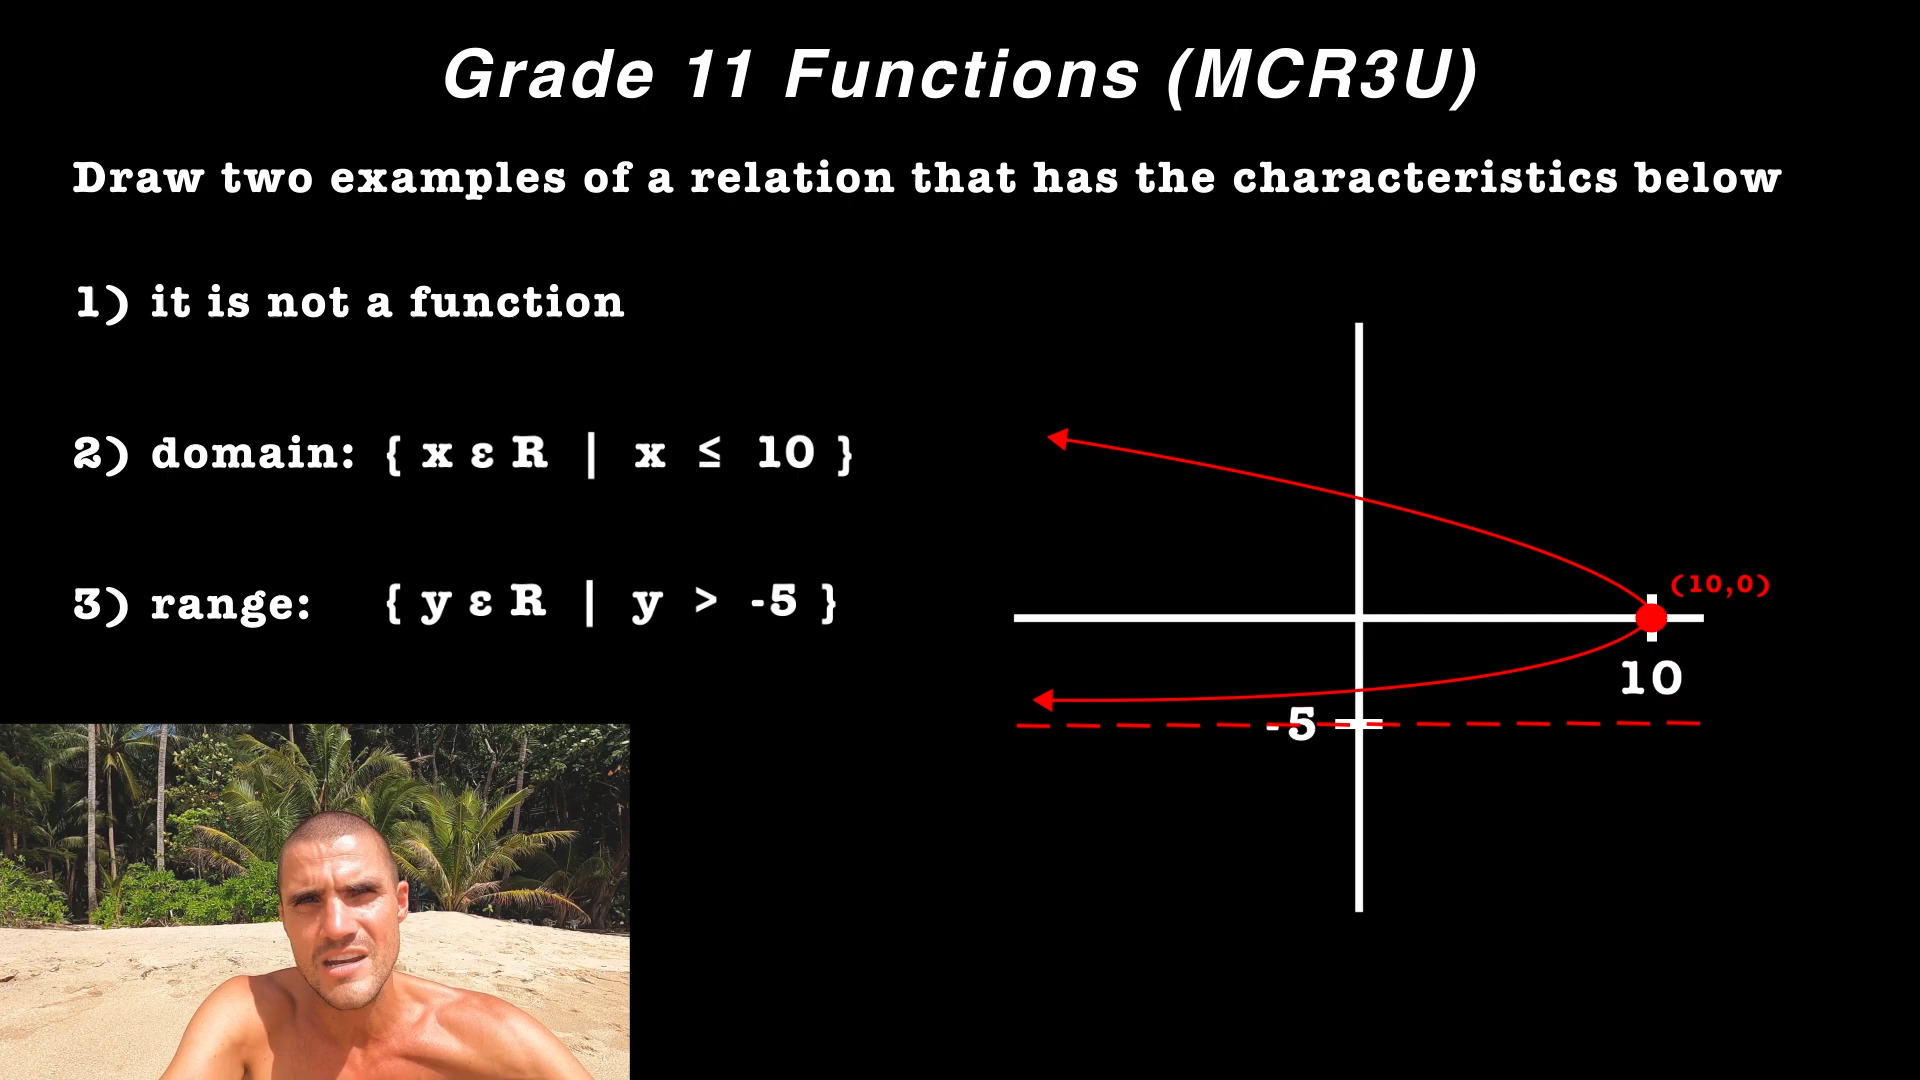 Grade 11 Functions (MCR3U)
Draw two examples of a relation that has the characteristics below
1) it is not a function
2) domain: { x ε R | x ≤ 10 }
3) range: { y ε R | y > -5 }
(10,0)
10
-5